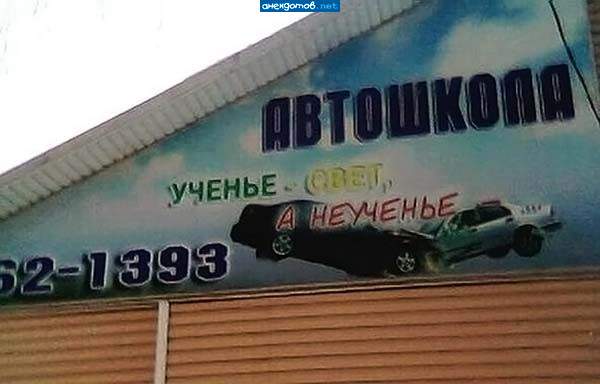 анекдотов.net
АВТОШКОЛА
УЧЕНЬЕ - СВЕТ,
А НЕУЧЕНЬЕ -
62-1393